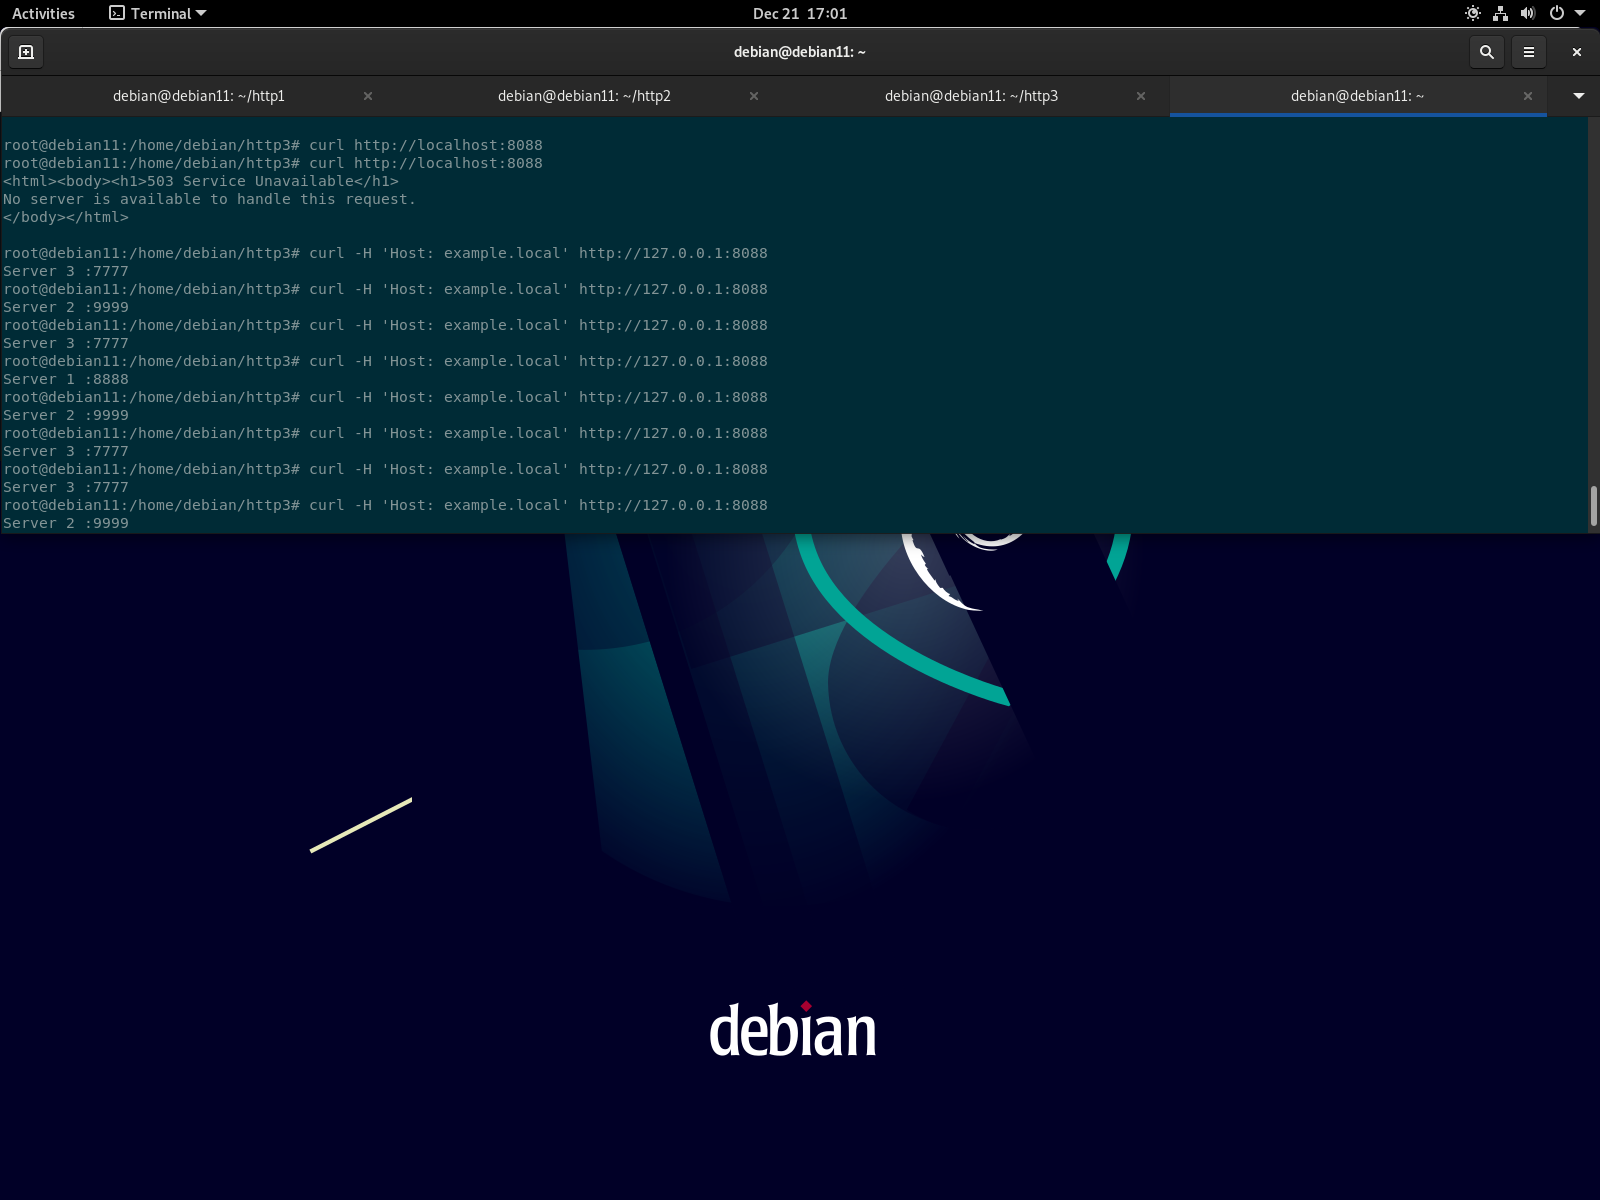 Activities
Terminal
Dec 21 17:01
debian@debian11: ~
debian@debian11: ~/http1
debian@debian11: ~/http2
debian@debian11: ~/http3
debian@debian11: ~
root@debian11:/home/debian/http3# curl http://localhost:8088
root@debian11:/home/debian/http3# curl http://localhost:8088
<html><body><h1>503 Service Unavailable</h1>
No server is available to handle this request.
</body></html>
root@debian11:/home/debian/http3# curl -H 'Host: example.local' http://127.0.0.1:8088
Server 3 :7777
root@debian11:/home/debian/http3# curl -H 'Host: example.local' http://127.0.0.1:8088
Server 2 :9999
root@debian11:/home/debian/http3# curl -H 'Host: example.local' http://127.0.0.1:8088
Server 3 :7777
root@debian11:/home/debian/http3# curl -H 'Host: example.local' http://127.0.0.1:8088
Server 1 :8888
root@debian11:/home/debian/http3# curl -H 'Host: example.local' http://127.0.0.1:8088
Server 2 :9999
root@debian11:/home/debian/http3# curl -H 'Host: example.local' http://127.0.0.1:8088
Server 3 :7777
root@debian11:/home/debian/http3# curl -H 'Host: example.local' http://127.0.0.1:8088
Server 3 :7777
root@debian11:/home/debian/http3# curl -H 'Host: example.local' http://127.0.0.1:8088
Server 2 :9999
debian